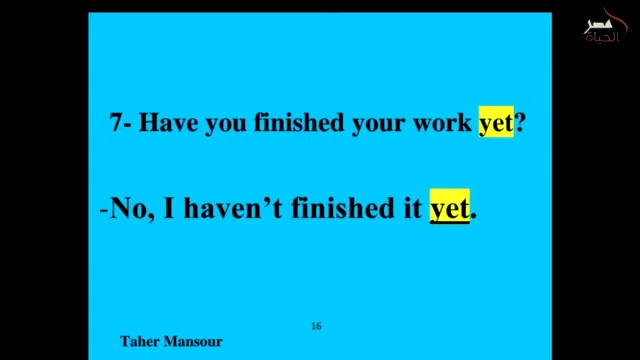 مصر
الحياة
7- Have you finished your work yet?
-No, I haven’t finished it yet.
16
Taher Mansour